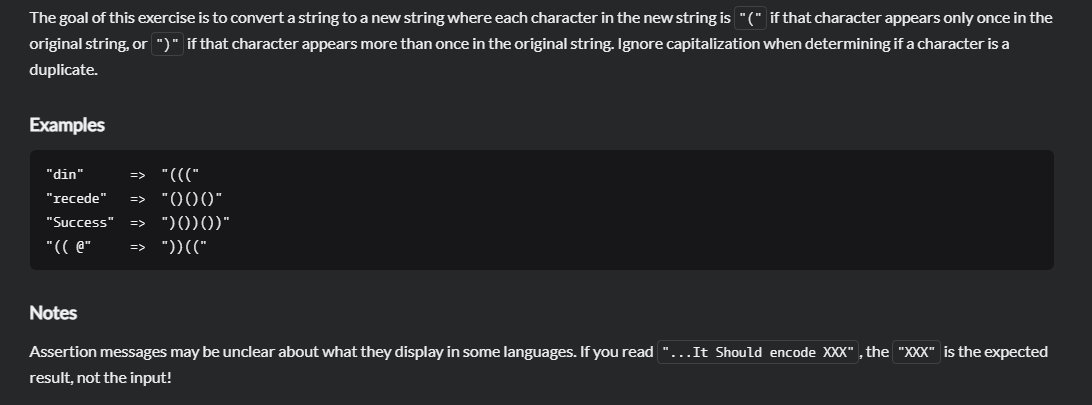 The goal of this exercise is to convert a string to a new string where each character in the new string is "(" if that character appears only once in the
original string, or ")" if that character appears more than once in the original string. Ignore capitalization when determining if a character is a
duplicate.
Examples
"din"      =>  "((("
"recede"   =>  "()()()"
"Success"  =>  ")())())"
"(( @"     =>  "))(("
Notes
Assertion messages may be unclear about what they display in some languages. If you read "...It Should encode XXX", the "XXX" is the expected
result, not the input!